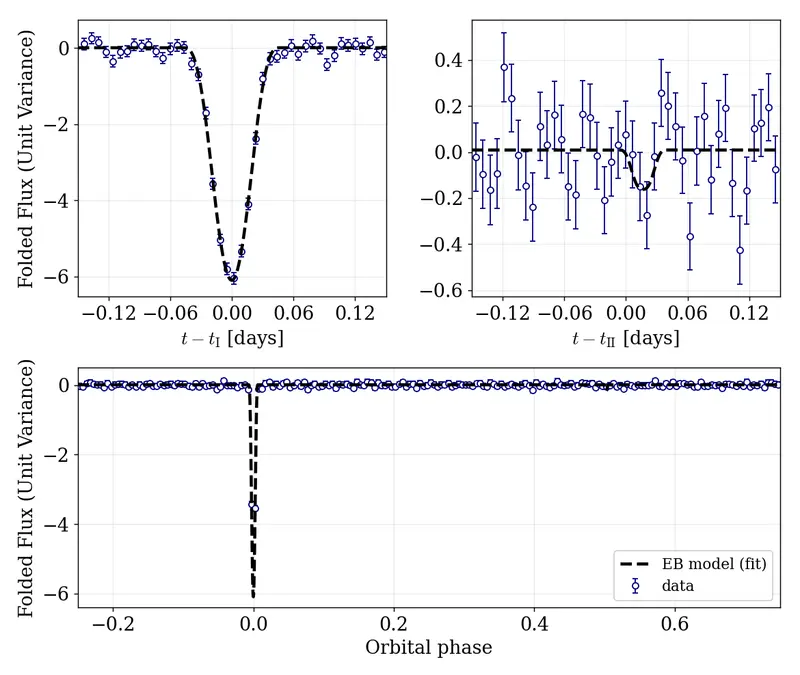 Folded Flux (Unit Variance)
0
−2
−4
−6
−0.12 −0.06 0.00 0.06 0.12
t − tI [days]
0.4
0.2
0.0
−0.2
−0.4
−0.6
−0.12 −0.06 0.00 0.06 0.12
t − tII [days]
Folded Flux (Unit Variance)
0
−2
−4
−6
−0.2 0.0 0.2 0.4 0.6
Orbital phase
EB model (fit)
data